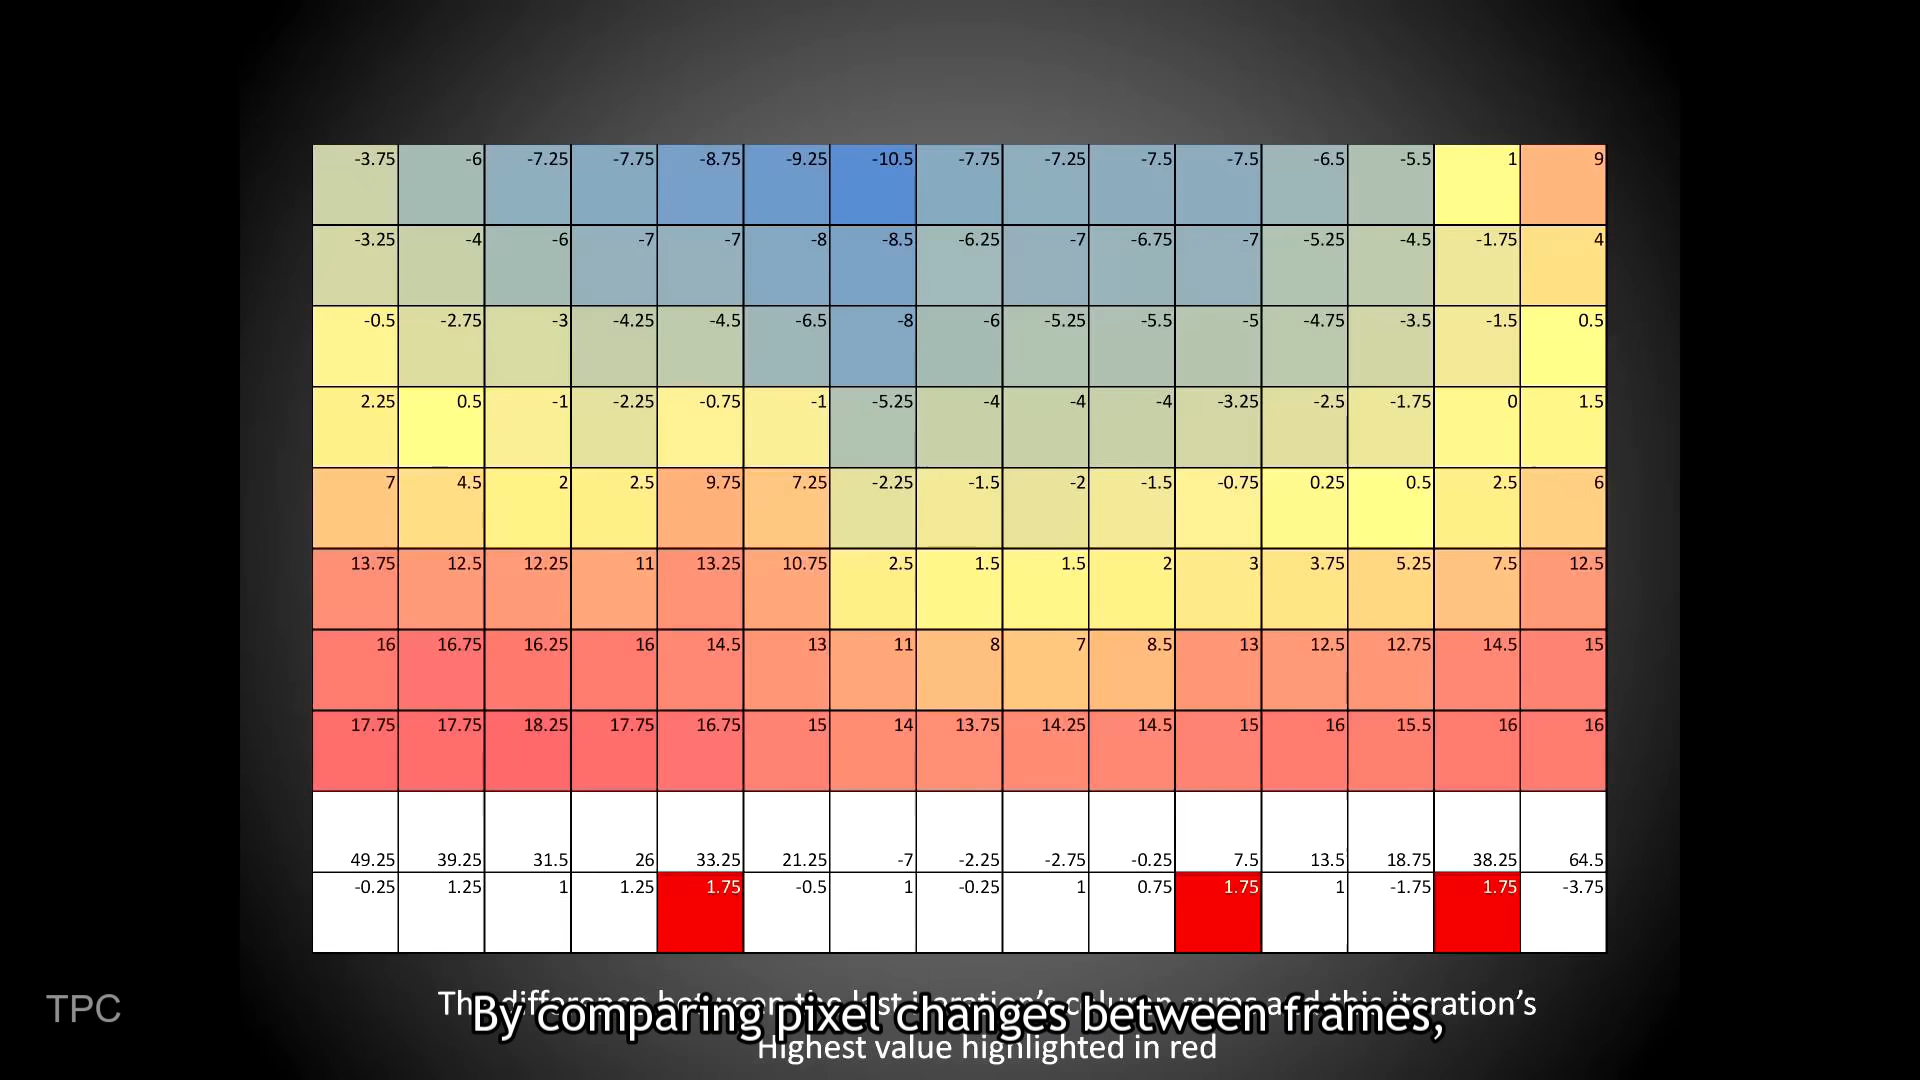 -3.75 -6 -7.25 -7.75 -8.75 -9.25 -10.5 -7.75 -7.25 -7.5 -7.5 -6.5 -5.5 1 9
-3.25 -4 -6 -7 -7 -8 -8.5 -6.25 -7 -6.75 -7 -5.25 -4.5 -1.75 4
-0.5 -2.75 -3 -4.25 -4.5 -6.5 -8 -6 -5.25 -5.5 -5 -4.75 -3.5 -1.5 0.5
2.25 0.5 -1 -2.25 -0.75 -1 -5.25 -4 -4 -4 -3.25 -2.5 -1.75 0 1.5
7 4.5 2 2.5 9.75 7.25 -2.25 -1.5 -2 -1.5 -0.75 0.25 0.5 2.5 6
13.75 12.5 12.25 11 13.25 10.75 2.5 1.5 1.5 2 3 3.75 5.25 7.5 12.5
16 16.75 16.25 16 14.5 13 11 8 7 8.5 13 12.5 12.75 14.5 15
17.75 17.75 18.25 17.75 16.75 15 14 13.75 14.25 14.5 15 16 15.5 16 16
49.25 39.25 31.5 26 33.25 21.25 -7 -2.25 -2.75 -0.25 7.5 13.5 18.75 38.25 64.5
-0.25 1.25 1 1.25 1.75 -0.5 1 -0.25 1 0.75 1.75 1 -1.75 1.75 -3.75
The difference between the last iteration's column sums and this iteration's
By comparing pixel changes between frames,
Highest value highlighted in red
TPC